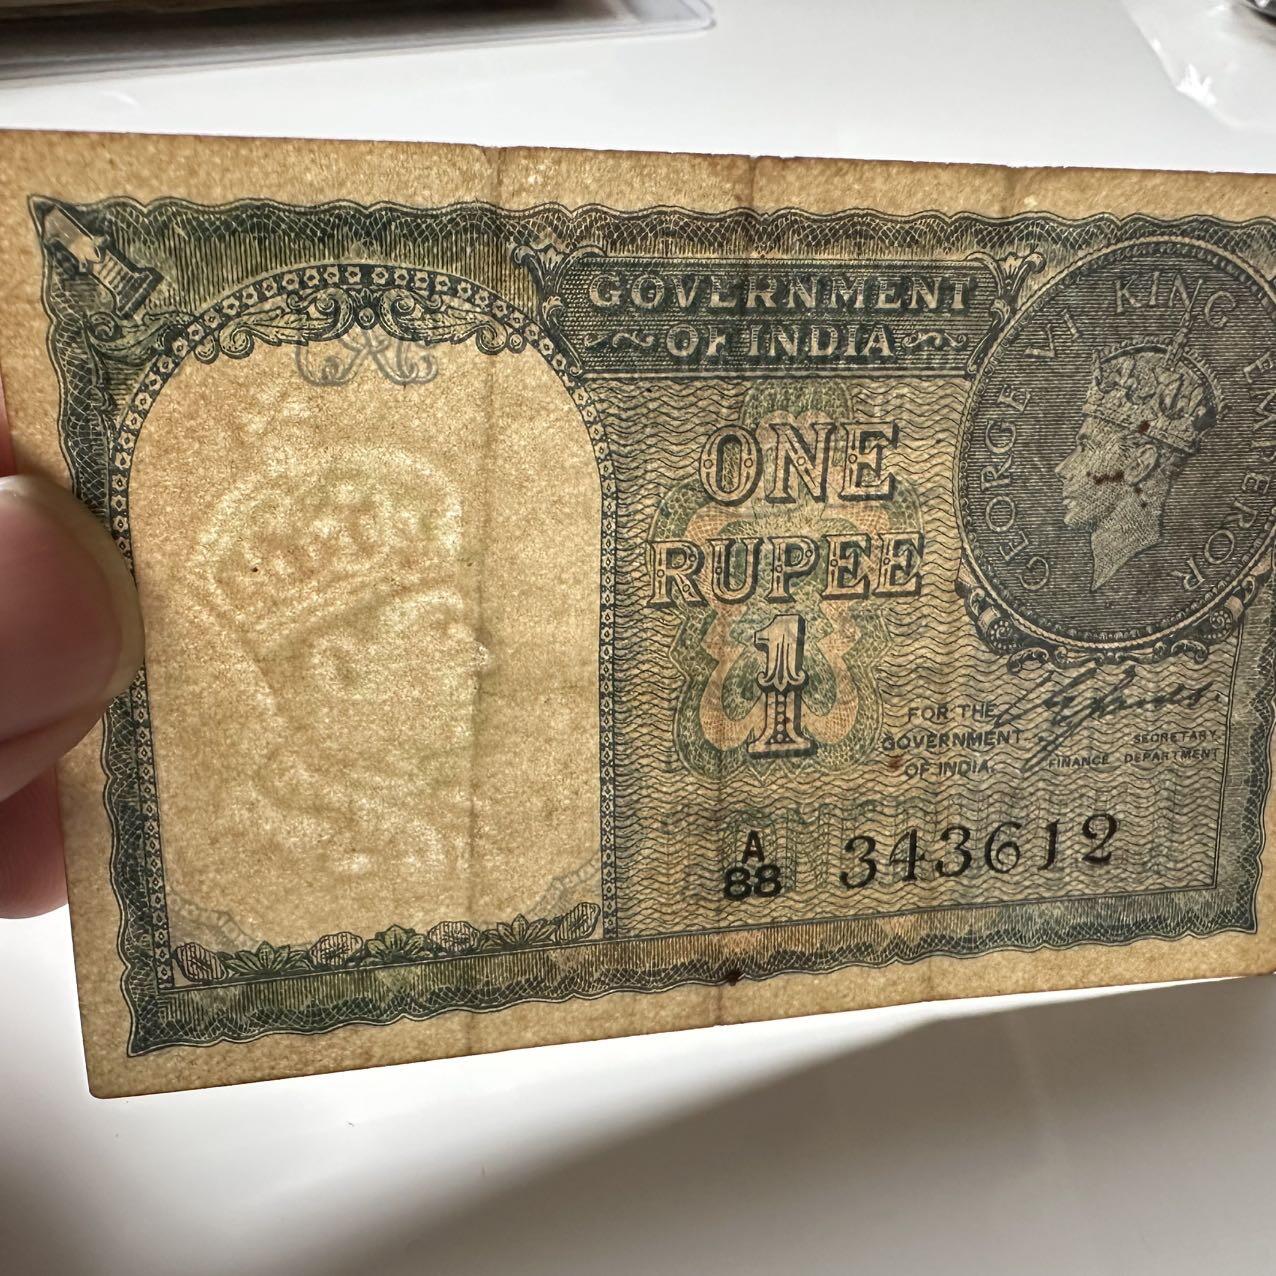 1
GOVERNMENT
OF INDIA
GEORGE VI KING EMPEROR
ONE
RUPEE
1
FOR THE
GOVERNMENT
OF INDIA.
SECRETARY,
FINANCE DEPARTMENT
A
88 343612